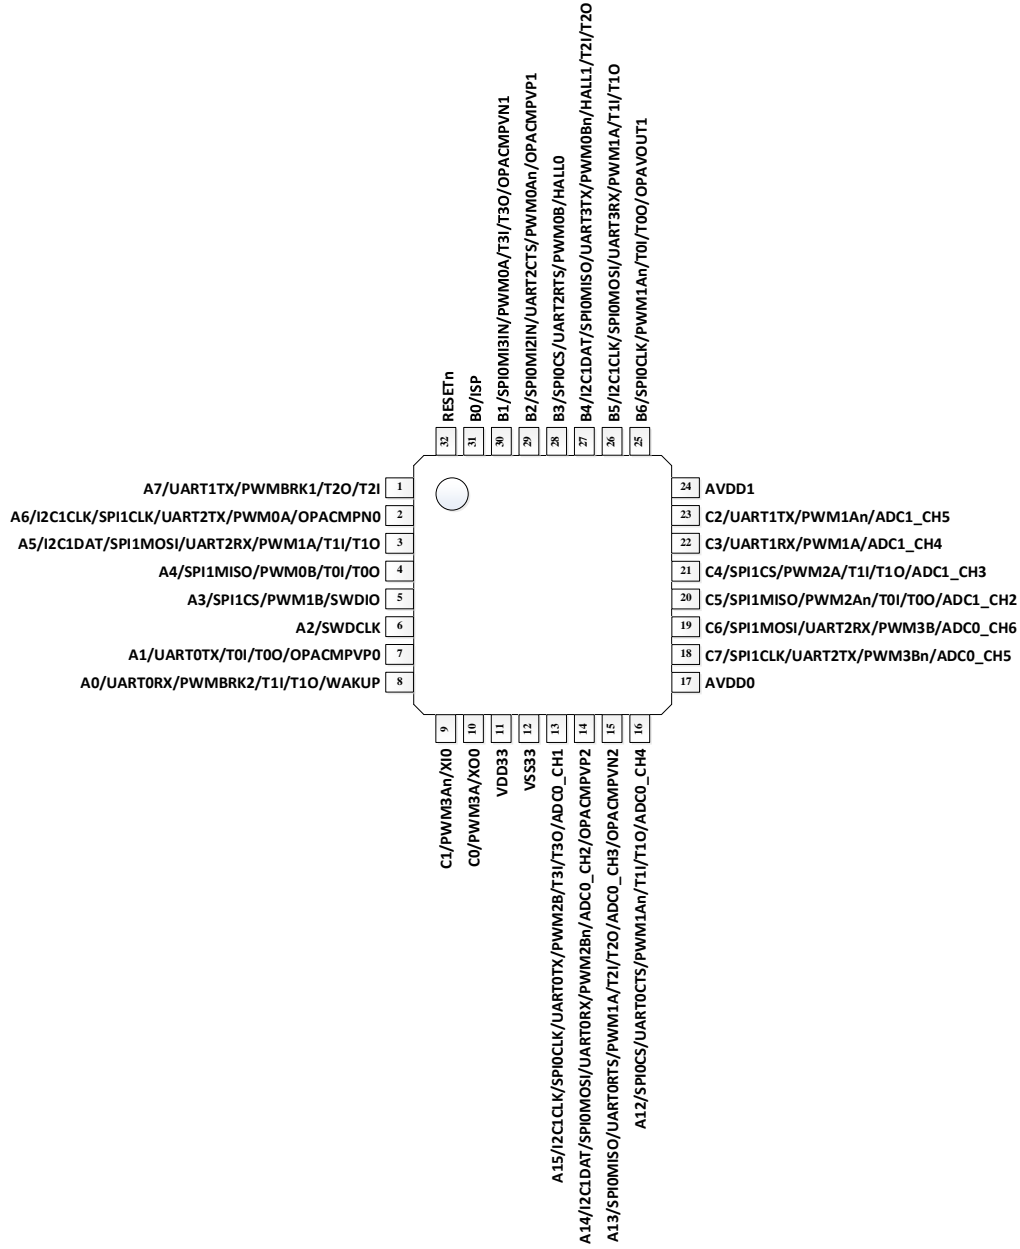 B1/SPI0MI3IN/PWM0A/T3I/T3O/OPACMPVN1
B2/SPI0MI2IN/UART2CTS/PWM0An/OPACMPVP1
B3/SPI0CS/UART2RTS/PWM0B/HALL0
B4/I2C1DAT/SPI0MISO/UART3TX/PWM0Bn/HALL1/T2I/T2O
B5/I2C1CLK/SPI0MOSI/UART3RX/PWM1A/T1I/T1O
B6/SPI0CLK/PWM1An/T0I/T0O/OPAVOUT1
RESETn
B0/ISP
32
31
30
29
28
27
26
25
A7/UART1TX/PWMBRK1/T2O/T2I 1
A6/I2C1CLK/SPI1CLK/UART2TX/PWM0A/OPACMPN0 2
A5/I2C1DAT/SPI1MOSI/UART2RX/PWM1A/T1I/T1O 3
A4/SPI1MISO/PWM0B/T0I/T0O 4
A3/SPI1CS/PWM1B/SWDIO 5
A2/SWDCLK 6
A1/UART0TX/T0I/T0O/OPACMPVP0 7
A0/UART0RX/PWMBRK2/T1I/T1O/WAKUP 8
24 AVDD1
23 C2/UART1TX/PWM1An/ADC1_CH5
22 C3/UART1RX/PWM1A/ADC1_CH4
21 C4/SPI1CS/PWM2A/T1I/T1O/ADC1_CH3
20 C5/SPI1MISO/PWM2An/T0I/T0O/ADC1_CH2
19 C6/SPI1MOSI/UART2RX/PWM3B/ADC0_CH6
18 C7/SPI1CLK/UART2TX/PWM3Bn/ADC0_CH5
17 AVDD0
9
10
11
12
13
14
15
16
C1/PWM3An/XI0
C0/PWM3A/XO0
VDD33
VSS33
A15/I2C1CLK/SPI0CLK/UART0TX/PWM2B/T3I/T3O/ADC0_CH1
A14/I2C1DAT/SPI0MOSI/UART0RX/PWM2Bn/ADC0_CH2/OPACMPVP2
A13/SPI0MISO/UART0RTS/PWM1A/T2I/T2O/ADC0_CH3/OPACMPVN2
A12/SPI0CS/UART0CTS/PWM1An/T1I/T1O/ADC0_CH4